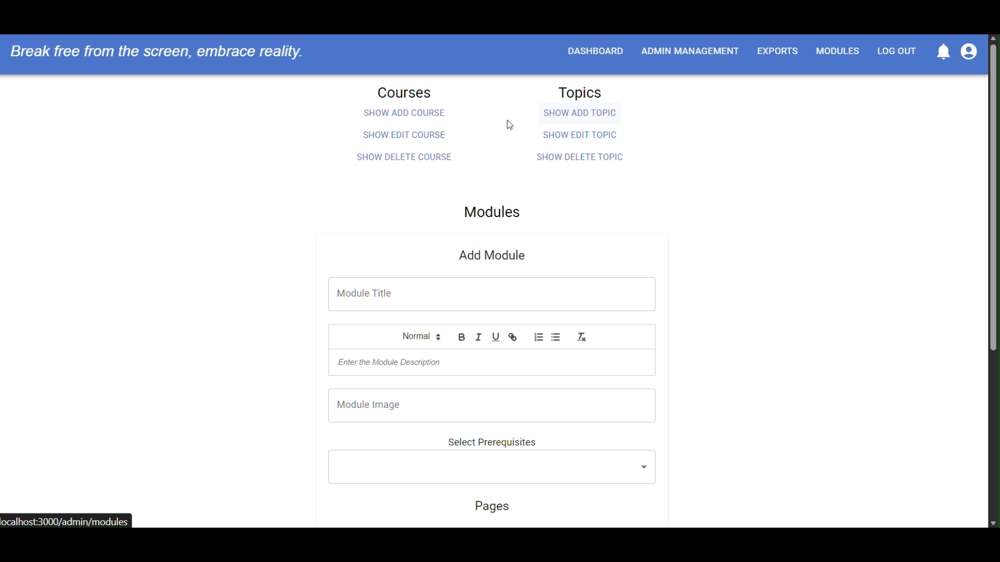 Break free from the screen, embrace reality.
DASHBOARD ADMIN MANAGEMENT EXPORTS MODULES LOG OUT
Courses
SHOW ADD COURSE
SHOW EDIT COURSE
SHOW DELETE COURSE
Topics
SHOW ADD TOPIC
SHOW EDIT TOPIC
SHOW DELETE TOPIC
Modules
Add Module
Module Title
Normal B I U
Enter the Module Description
Module Image
Select Prerequisites
Pages
localhost:3000/admin/modules